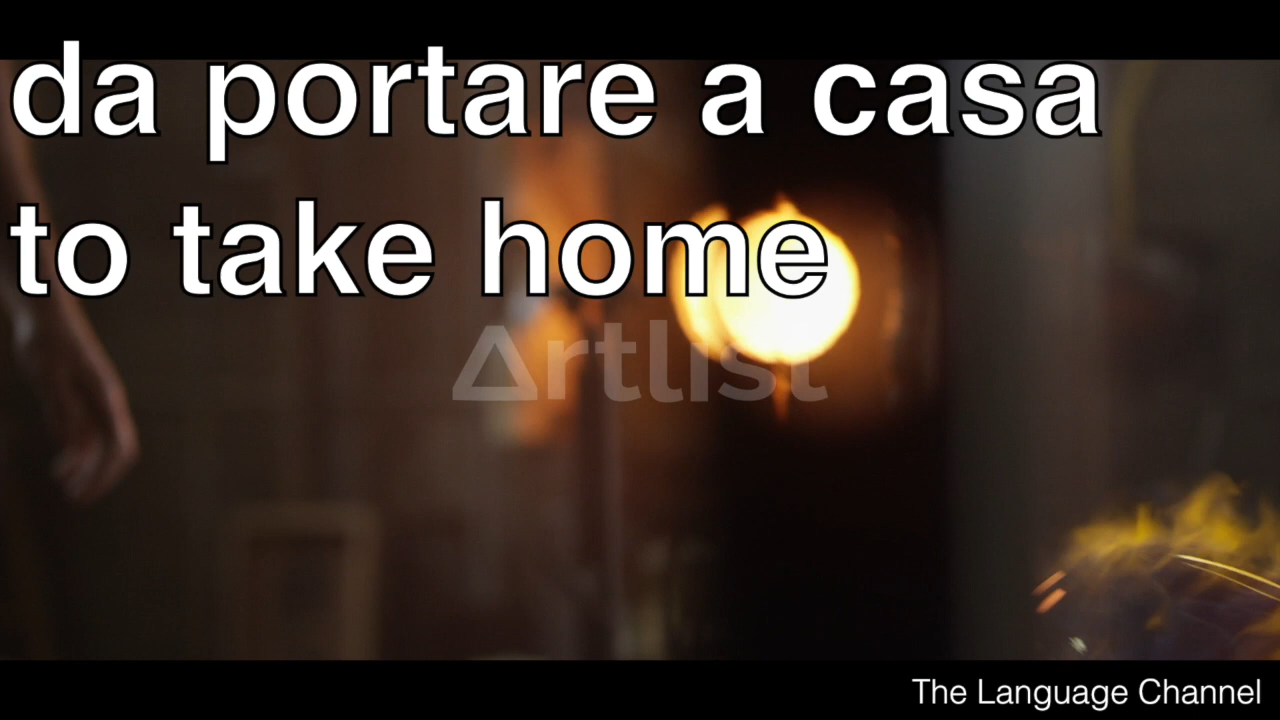 da portare a casa
to take home
Artlist
The Language Channel